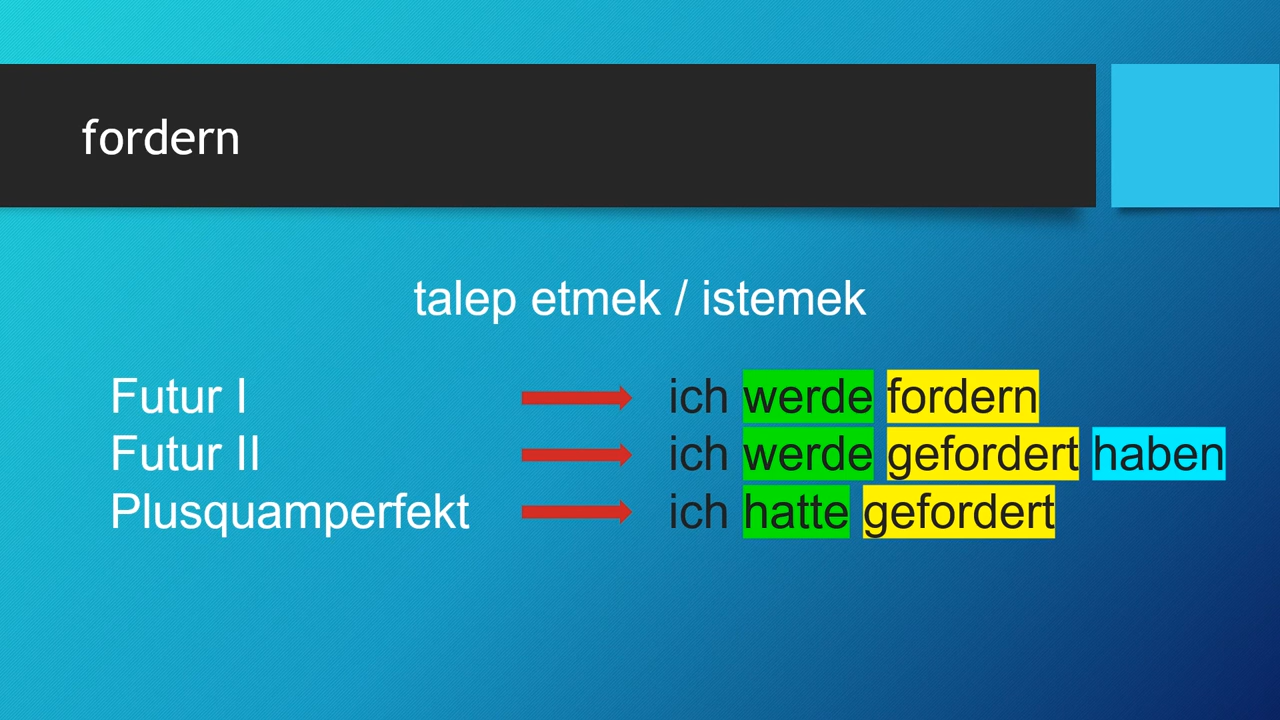 fordern
talep etmek / istemek
Futur I ich werde fordern
Futur II ich werde gefordert haben
Plusquamperfekt ich hatte gefordert